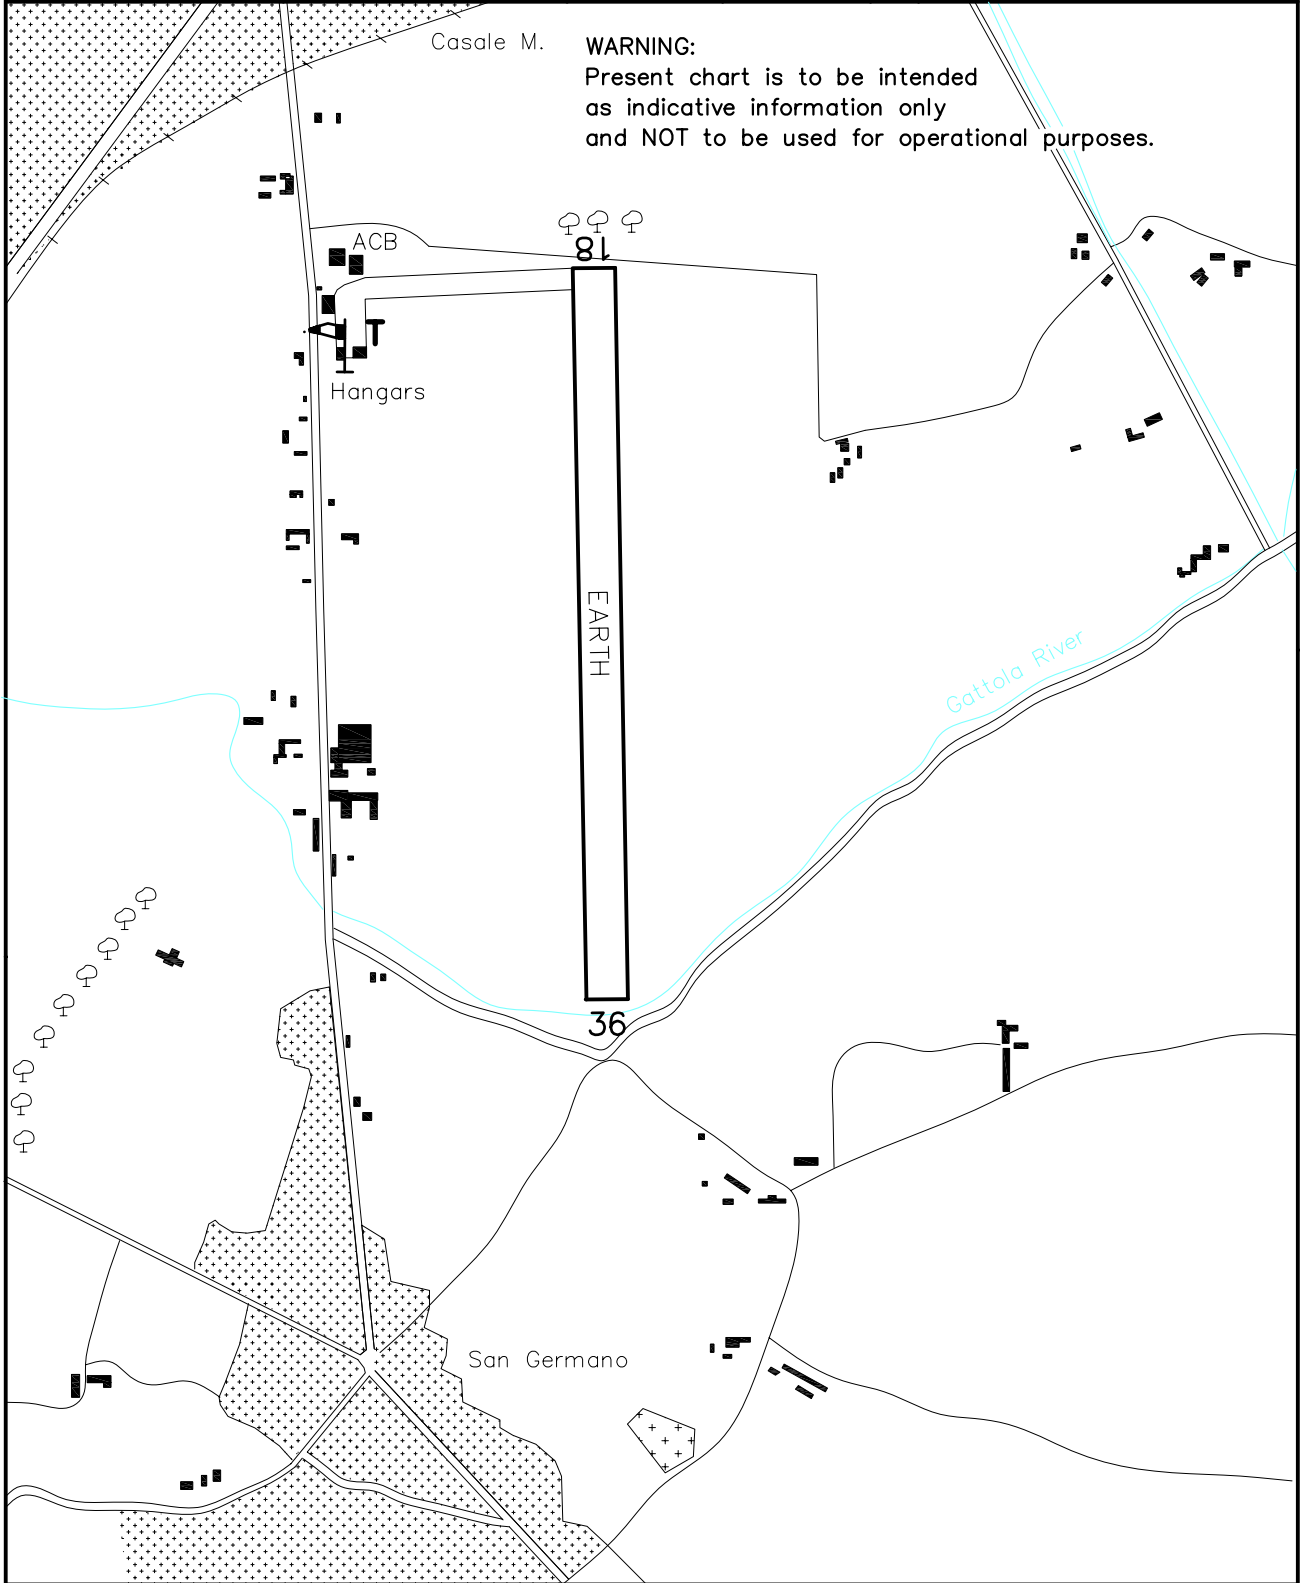 Casale M.
WARNING:
Present chart is to be intended
as indicative information only
and NOT to be used for operational purposes.
ACB
18
T
Hangars
EARTH
Gattola River
36
San Germano